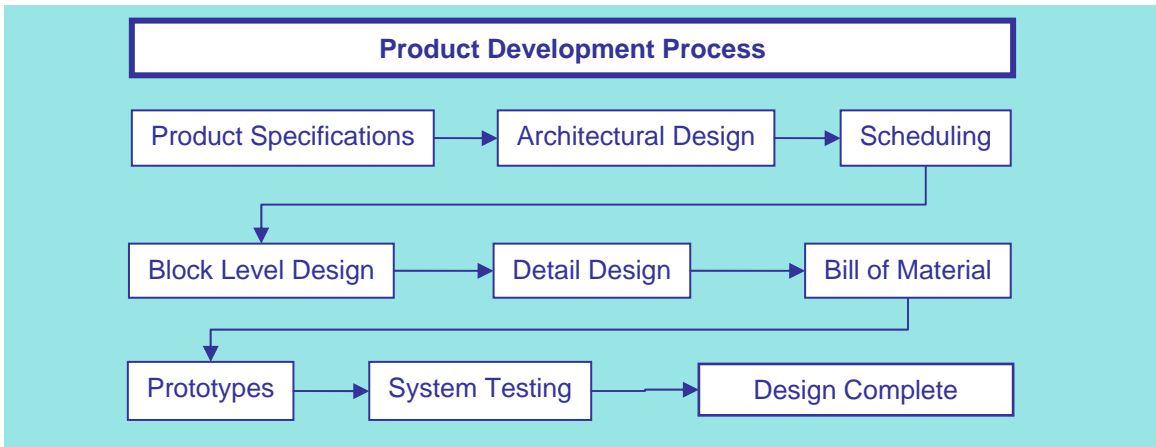 Product Development Process
Product Specifications
Architectural Design
Scheduling
Block Level Design
Detail Design
Bill of Material
Prototypes
System Testing
Design Complete